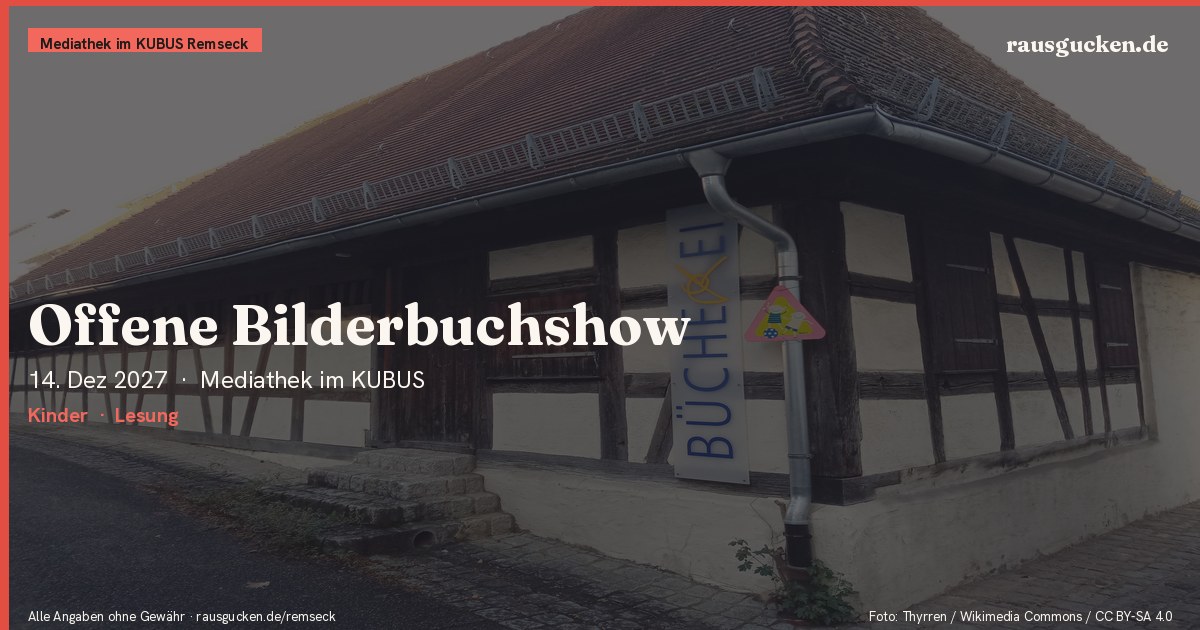 Mediathek im KUBUS Remseck
rausgucken.de
BÜCHEREI
Offene Bilderbuchshow
14. Dez 2027 · Mediathek im KUBUS
Kinder · Lesung
Alle Angaben ohne Gewähr · rausgucken.de/remseck
Foto: Thyrren / Wikimedia Commons / CC BY-SA 4.0